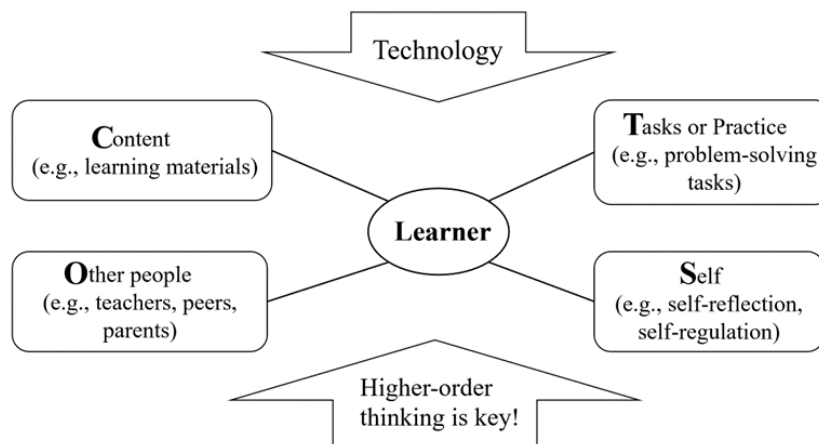 Technology
Content
(e.g., learning materials)
Tasks or Practice
(e.g., problem-solving
tasks)
Learner
Other people
(e.g., teachers, peers,
parents)
Self
(e.g., self-reflection,
self-regulation)
Higher-order
thinking is key!